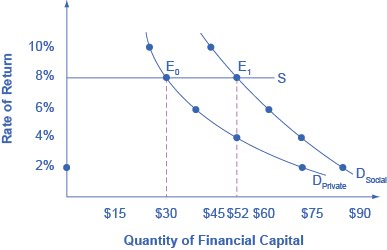 Rate of Return
10%
8%
6%
4%
2%
E0
E1
S
DPrivate
DSocial
$15 $30 $45 $52 $60 $75 $90
Quantity of Financial Capital